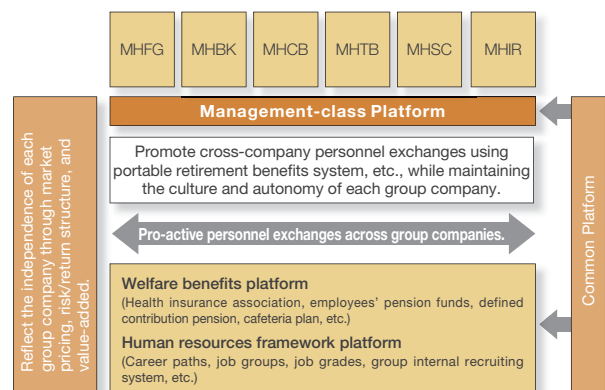 MHFG MHBK MHCB MHTB MHSC MHIR
Management-class Platform
Promote cross-company personnel exchanges using
portable retirement benefits system, etc., while maintaining
the culture and autonomy of each group company.
Pro-active personnel exchanges across group companies.
Welfare benefits platform
(Health insurance association, employees' pension funds, defined
contribution pension, cafeteria plan, etc.)
Human resources framework platform
(Career paths, job groups, job grades, group internal recruiting
system, etc.)
Reflect the independence of each
group company through market
pricing, risk/return structure, and
value-added.
Common Platform